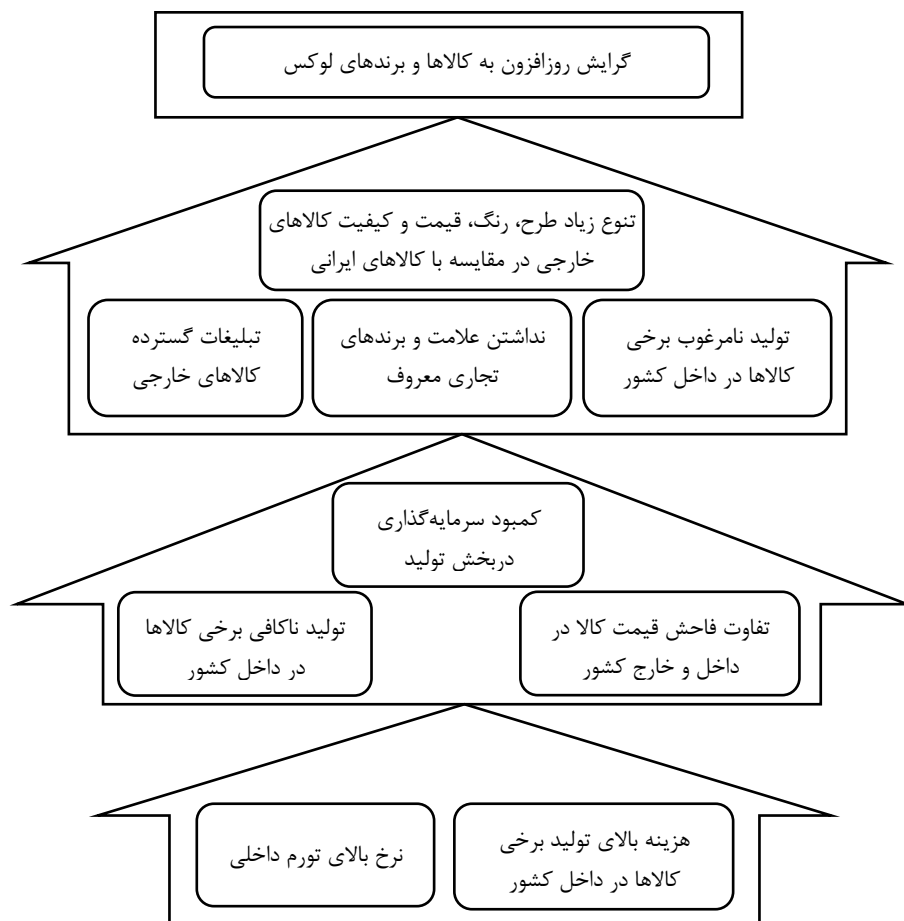 گرایش روزافزون به کالاها و برندهای لوکس
تنوع زیاد طرح، رنگ، قیمت و کیفیت کالاهای
خارجی در مقایسه با کالاهای ایرانی
تولید نامرغوب برخی
کالاها در داخل کشور
نداشتن علامت و برندهای
تجاری معروف
تبلیغات گسترده
کالاهای خارجی
کمبود سرمایه‌گذاری
دربخش تولید
تفاوت فاحش قیمت کالا در
داخل و خارج کشور
تولید ناکافی برخی کالاها
در داخل کشور
هزینه بالای تولید برخی
کالاها در داخل کشور
نرخ بالای تورم داخلی